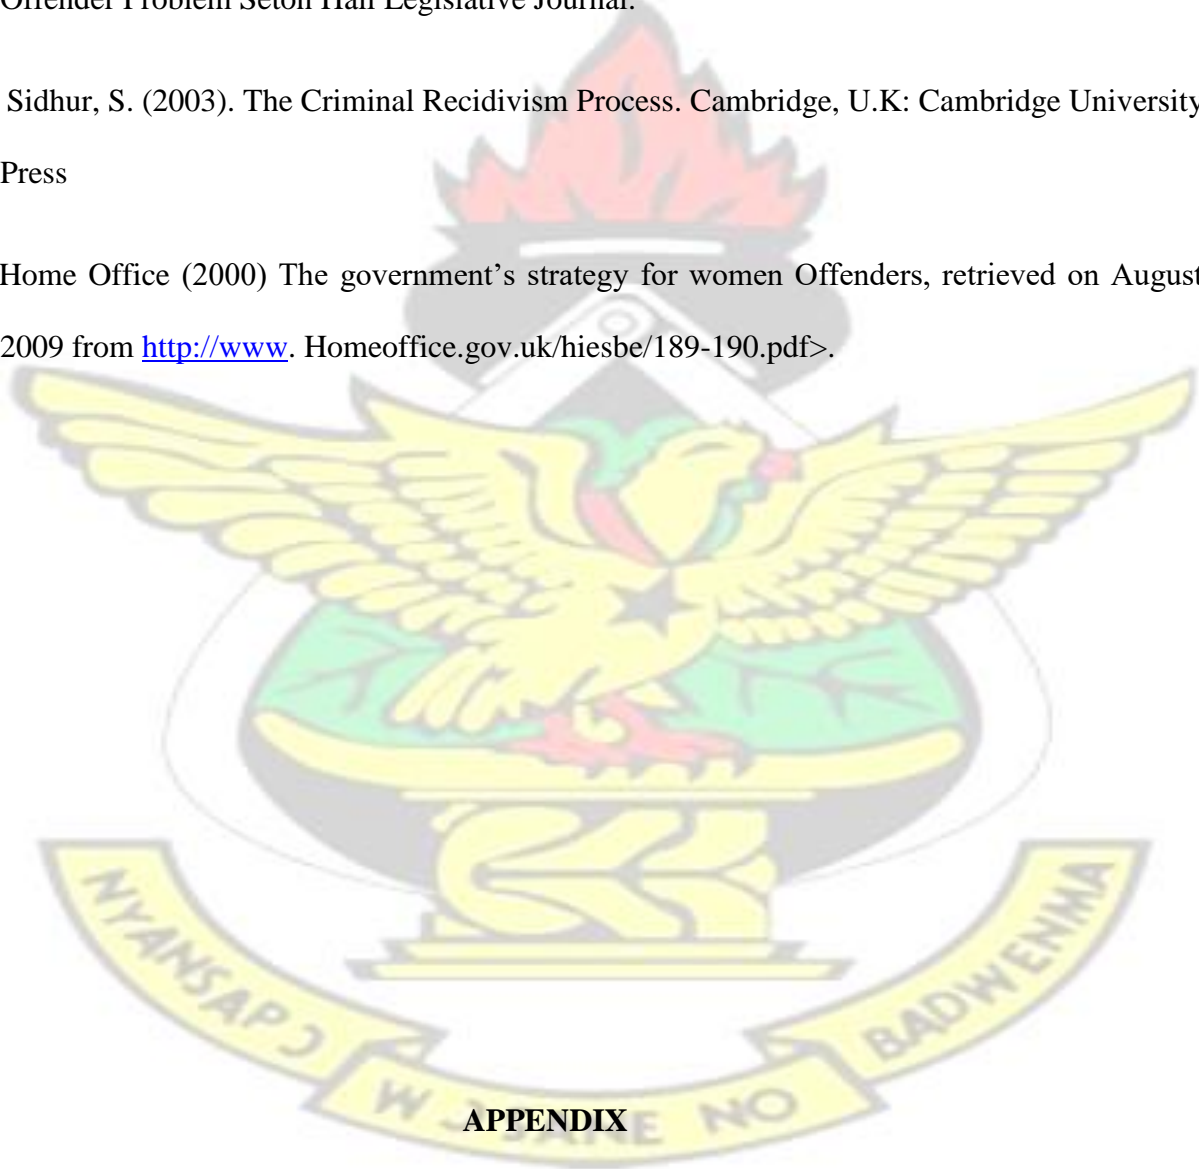 Offender Problem Seton Hall Legislative Journal.
Sidhur, S. (2003). The Criminal Recidivism Process. Cambridge, U.K: Cambridge University
Press
Home Office (2000) The government’s strategy for women Offenders, retrieved on August
2009 from http://www. Homeoffice.gov.uk/hiesbe/189-190.pdf>.
NYANSAPƆ
BADWENMA
W
NO
APPENDIX